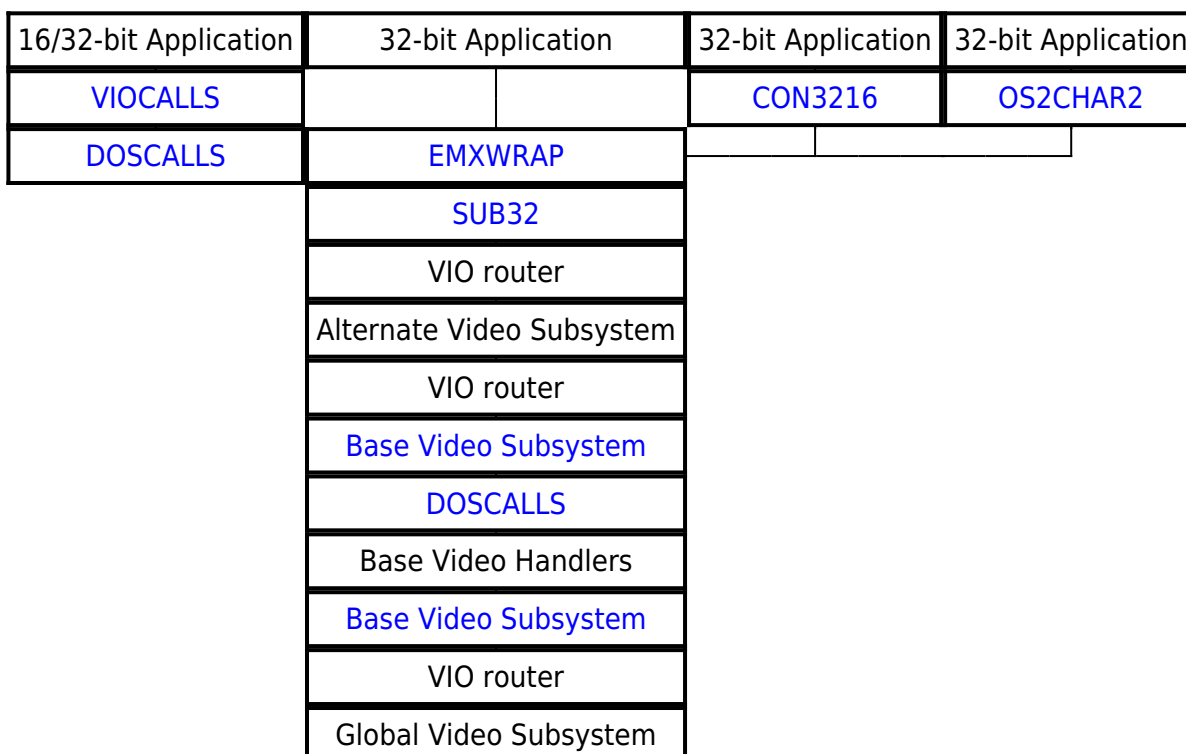 16/32-bit Application
32-bit Application
32-bit Application
32-bit Application
VIOCALLS
CON3216
OS2CHAR2
DOSCALLS
EMXWRAP
SUB32
VIO router
Alternate Video Subsystem
VIO router
Base Video Subsystem
DOSCALLS
Base Video Handlers
Base Video Subsystem
VIO router
Global Video Subsystem